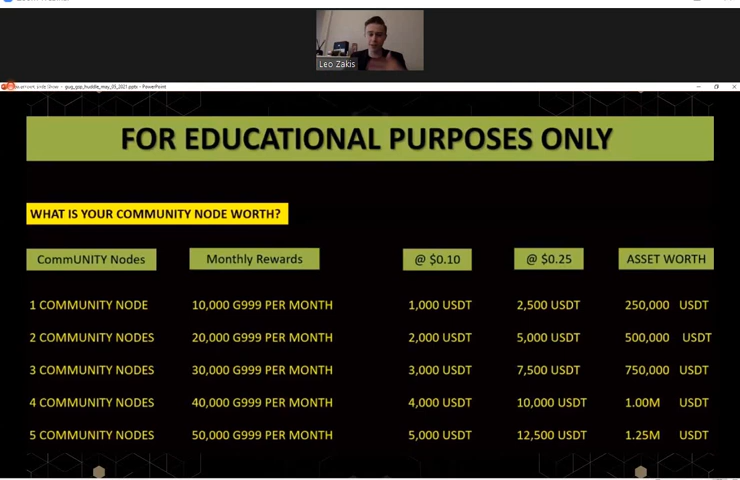 Leo Zakis
gug_gsp_huddle_may_03_2021.pptx - PowerPoint
FOR EDUCATIONAL PURPOSES ONLY
WHAT IS YOUR COMMUNITY NODE WORTH?
CommUNITY Nodes Monthly Rewards @ $0.10 @ $0.25 ASSET WORTH
1 COMMUNITY NODE 10,000 G999 PER MONTH 1,000 USDT 2,500 USDT 250,000 USDT
2 COMMUNITY NODES 20,000 G999 PER MONTH 2,000 USDT 5,000 USDT 500,000 USDT
3 COMMUNITY NODES 30,000 G999 PER MONTH 3,000 USDT 7,500 USDT 750,000 USDT
4 COMMUNITY NODES 40,000 G999 PER MONTH 4,000 USDT 10,000 USDT 1.00M USDT
5 COMMUNITY NODES 50,000 G999 PER MONTH 5,000 USDT 12,500 USDT 1.25M USDT